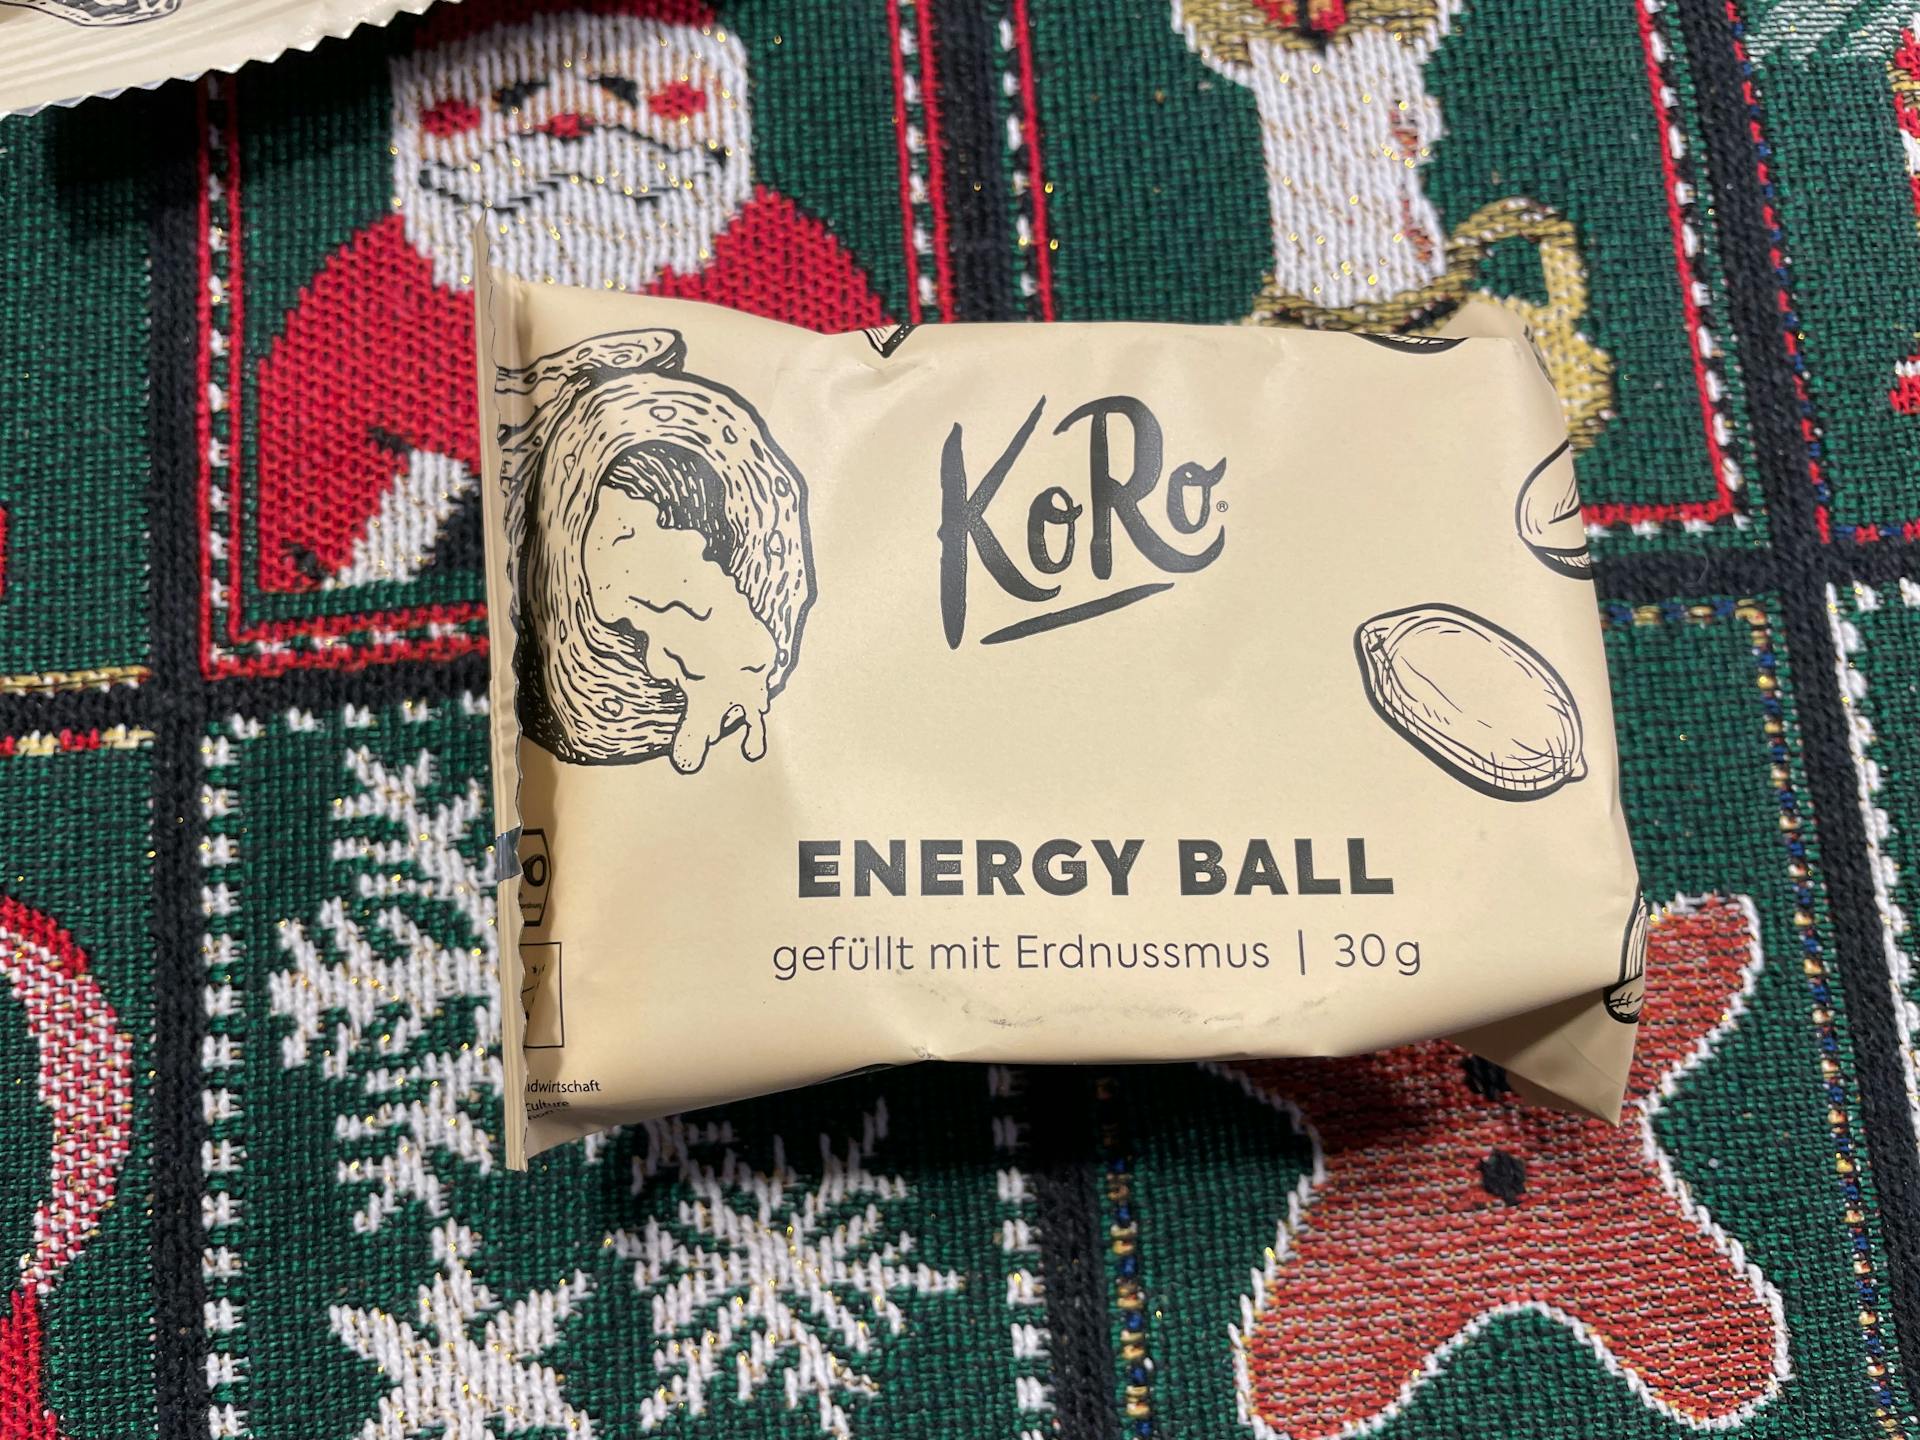 KoRo®
ENERGY BALL
gefüllt mit Erdnussmus | 30 g